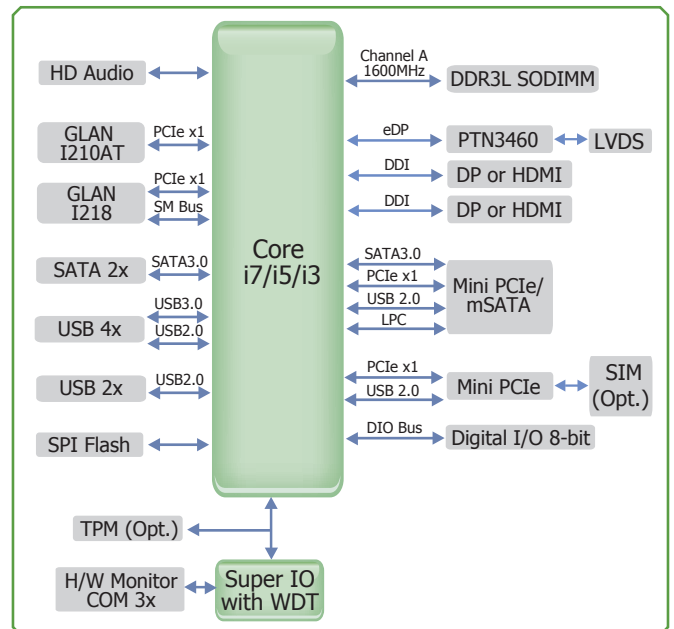 HD Audio
GLAN
I210AT
PCIe x1
GLAN
I218
PCIe x1
SM Bus
SATA 2x
SATA3.0
USB 4x
USB3.0
USB2.0
USB 2x
USB2.0
SPI Flash
TPM (Opt.)
H/W Monitor
COM 3x
Core
i7/i5/i3
Super IO
with WDT
Channel A
1600MHz
DDR3L SODIMM
eDP
PTN3460
LVDS
DDI
DP or HDMI
DDI
DP or HDMI
SATA3.0
PCIe x1
USB 2.0
LPC
Mini PCIe/
mSATA
PCIe x1
USB 2.0
Mini PCIe
SIM
(Opt.)
DIO Bus
Digital I/O 8-bit